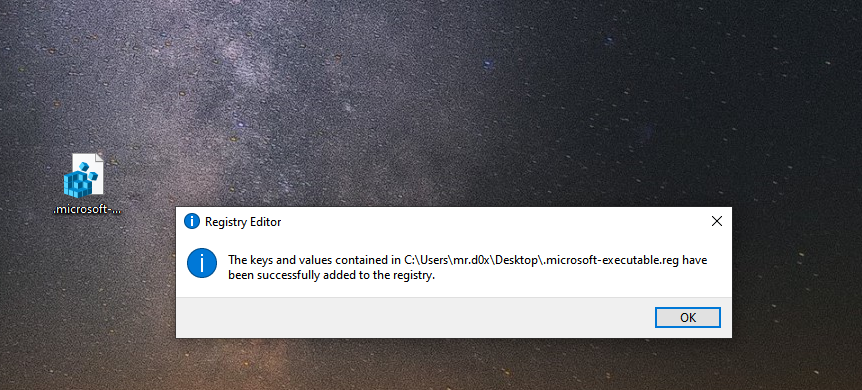 .microsoft-...
Registry Editor
The keys and values contained in C:\Users\mr.d0x\Desktop\.microsoft-executable.reg have
been successfully added to the registry.
OK